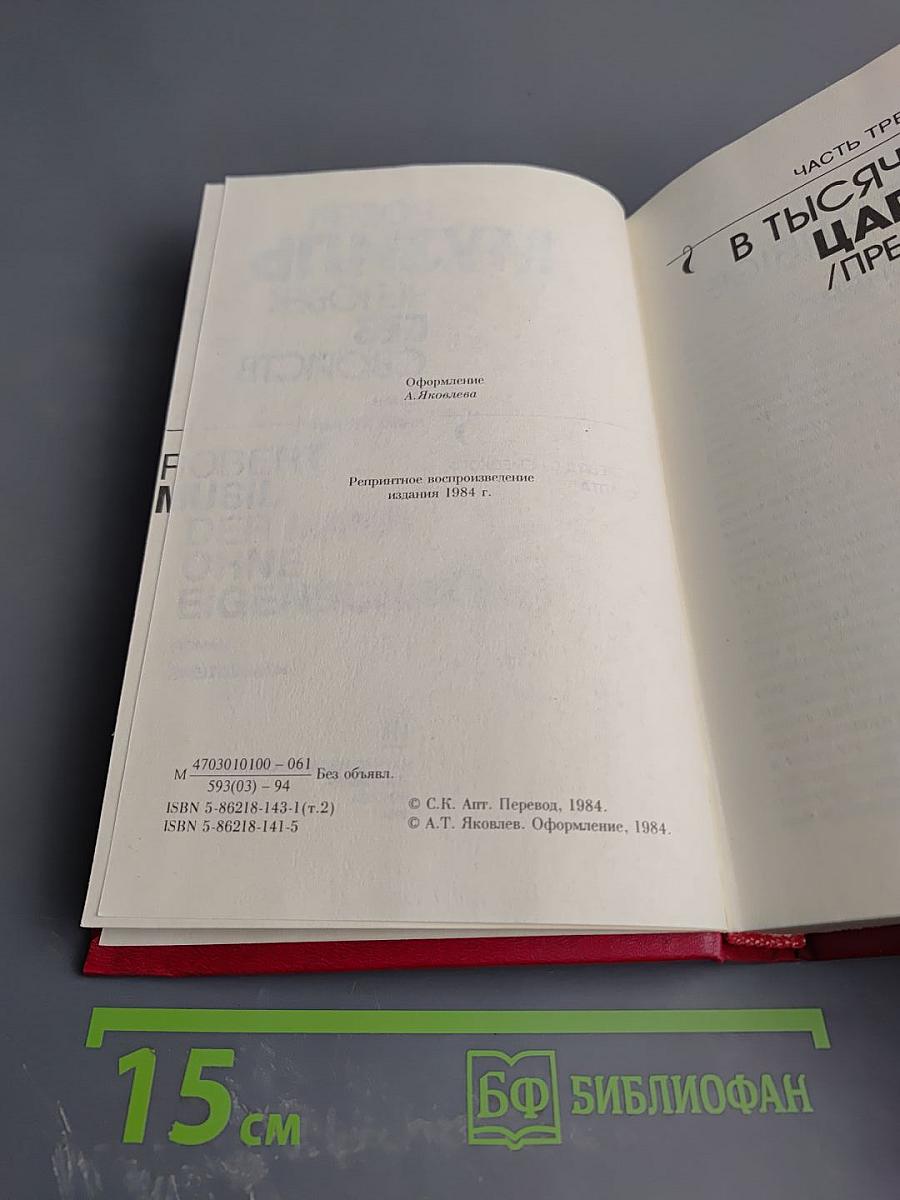 Оформление
А.Яковлева
Репринтное воспроизведение
издания 1984 г.
М 4703010100 – 061
593(03) – 94
Без объявл.
ISBN 5-86218-143-1(т.2)
ISBN 5-86218-141-5
© С.К. Апт. Перевод, 1984.
© А.Т. Яковлев. Оформление, 1984.
ЧАСТЬ ТРЕ
В ТЫСЯЧ
ЦАР
/ПРЕ
15 см
БФ БИБЛИОФАН